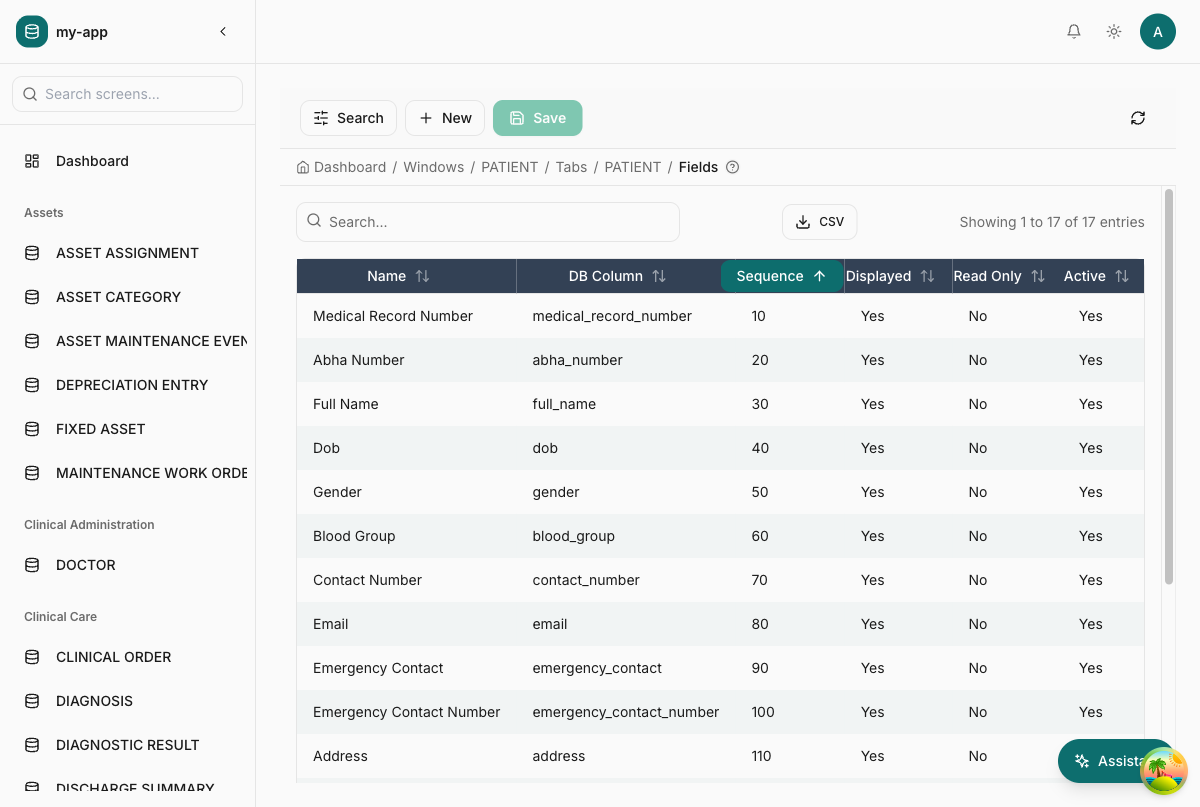 my-app
A
Search screens...
Dashboard
Assets
ASSET ASSIGNMENT
ASSET CATEGORY
ASSET MAINTENANCE EVEN
DEPRECIATION ENTRY
FIXED ASSET
MAINTENANCE WORK ORDE
Clinical Administration
DOCTOR
Clinical Care
CLINICAL ORDER
DIAGNOSIS
DIAGNOSTIC RESULT
DISCHARGE SUMMARY
Search New Save
Dashboard / Windows / PATIENT / Tabs / PATIENT / Fields
Search... CSV Showing 1 to 17 of 17 entries
Name DB Column Sequence Displayed Read Only Active
Medical Record Number medical_record_number 10 Yes No Yes
Abha Number abha_number 20 Yes No Yes
Full Name full_name 30 Yes No Yes
Dob dob 40 Yes No Yes
Gender gender 50 Yes No Yes
Blood Group blood_group 60 Yes No Yes
Contact Number contact_number 70 Yes No Yes
Email email 80 Yes No Yes
Emergency Contact emergency_contact 90 Yes No Yes
Emergency Contact Number emergency_contact_number 100 Yes No Yes
Address address 110 Yes No Yes
Assista